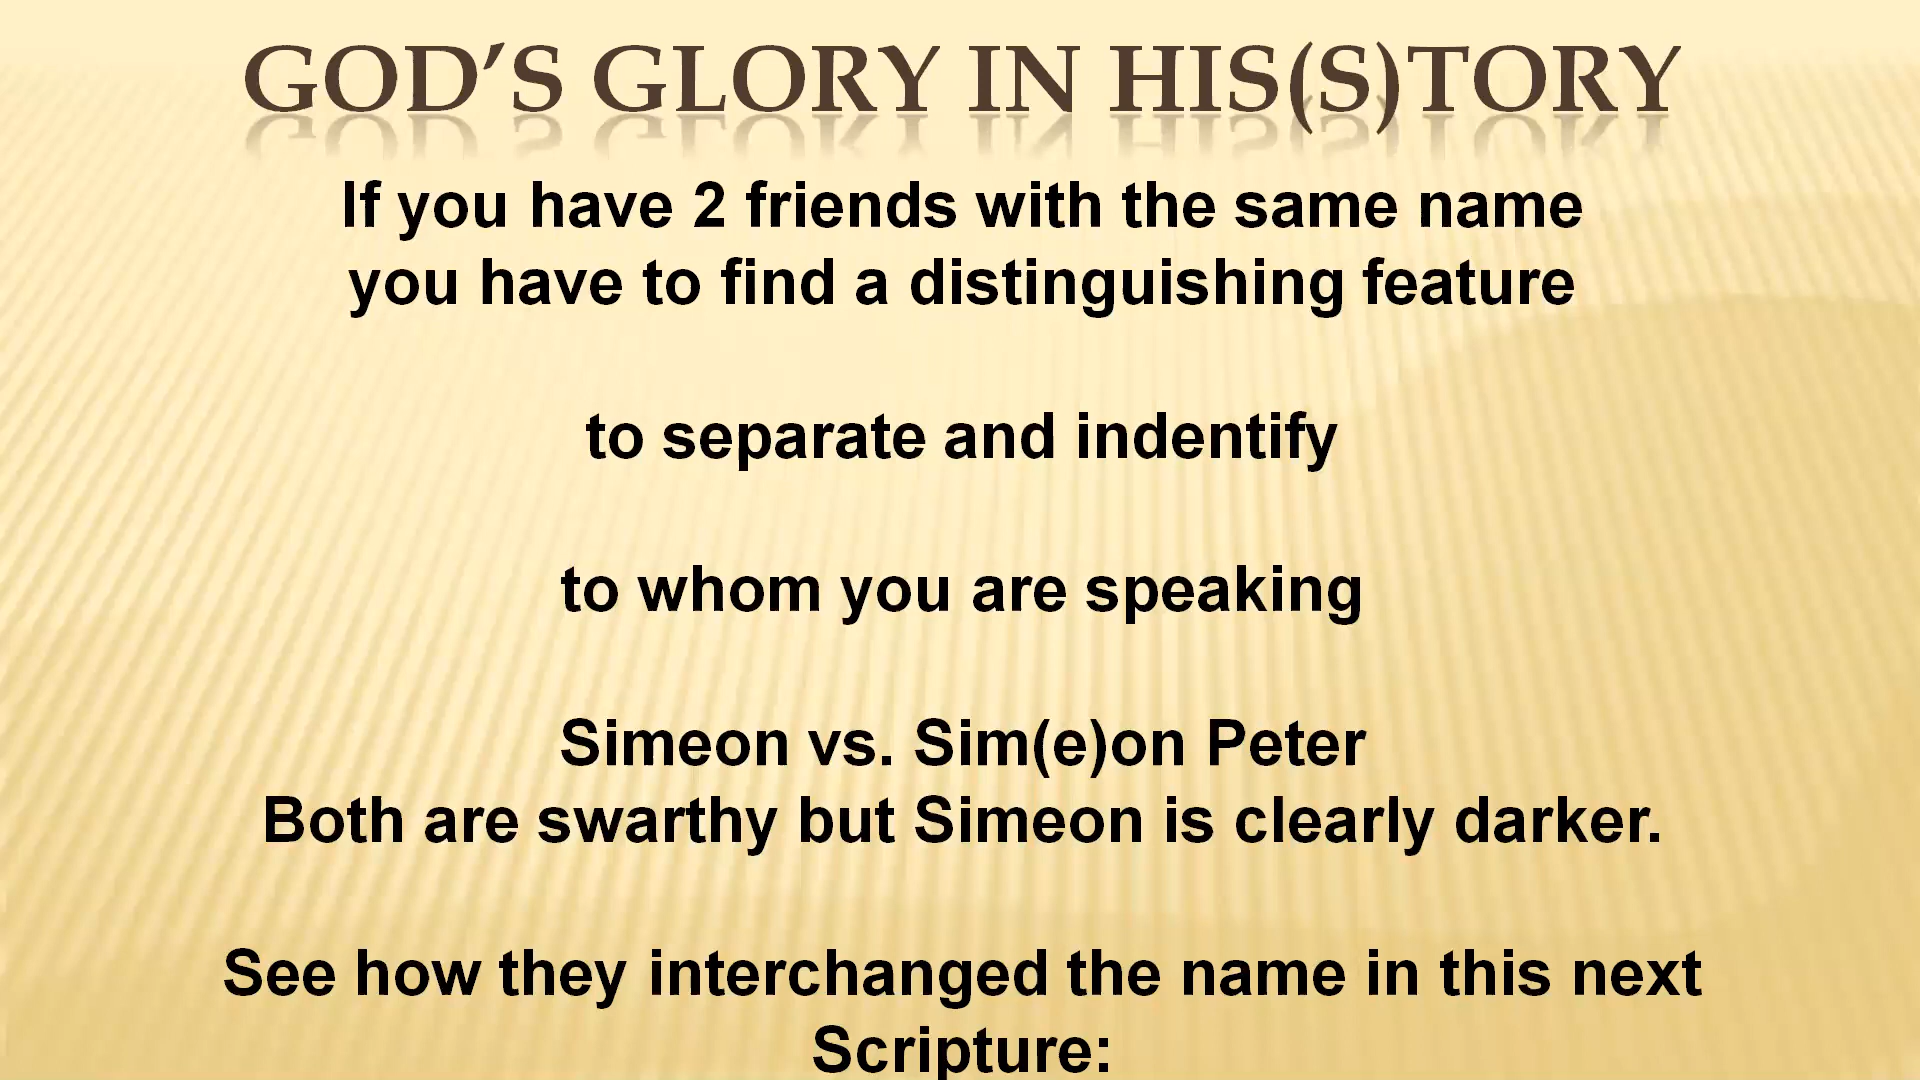 GOD’S GLORY IN HIS(S)TORY
If you have 2 friends with the same name
you have to find a distinguishing feature
to separate and indentify
to whom you are speaking
Simeon vs. Sim(e)on Peter
Both are swarthy but Simeon is clearly darker.
See how they interchanged the name in this next
Scripture: